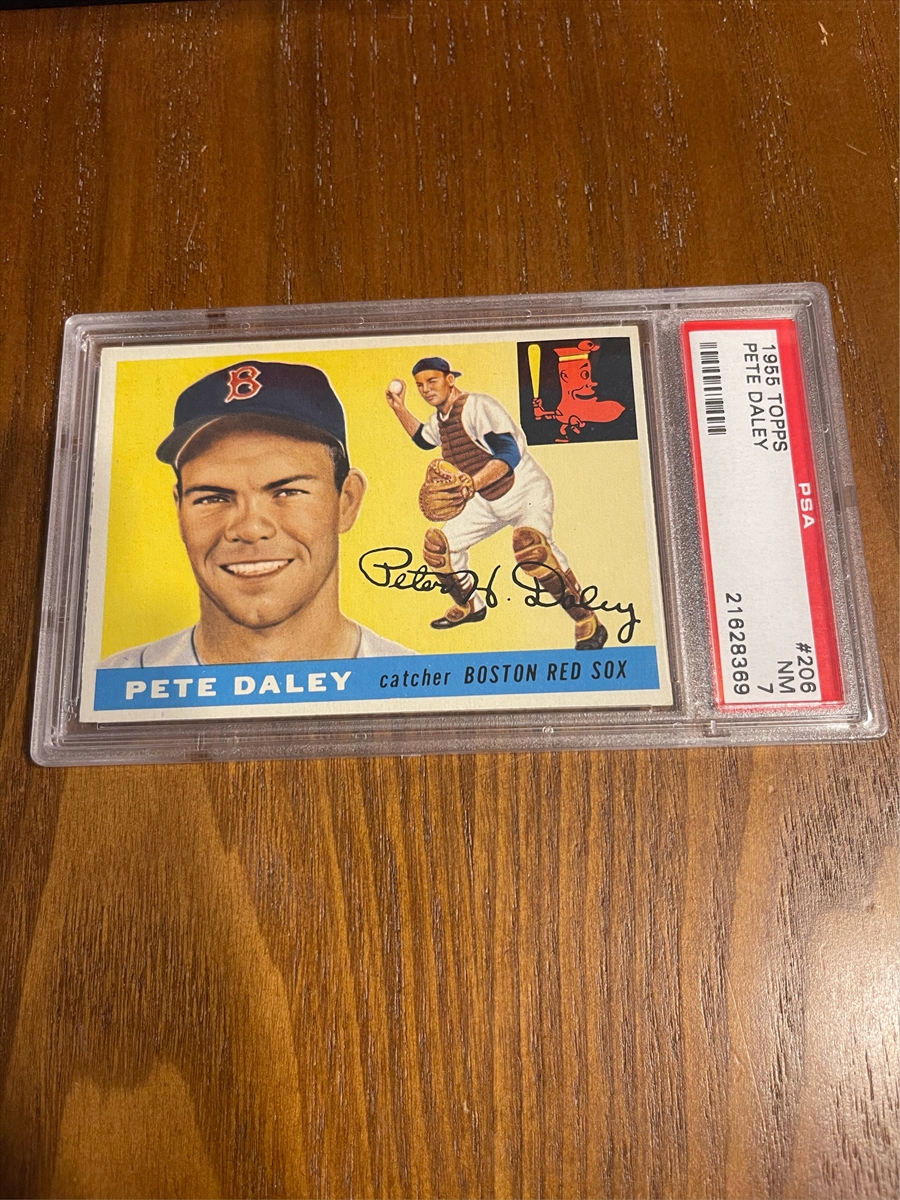 B
Peter H. Daley
PETE DALEY catcher BOSTON RED SOX
1955 TOPPS #206
PETE DALEY NM 7
21628369
PSA